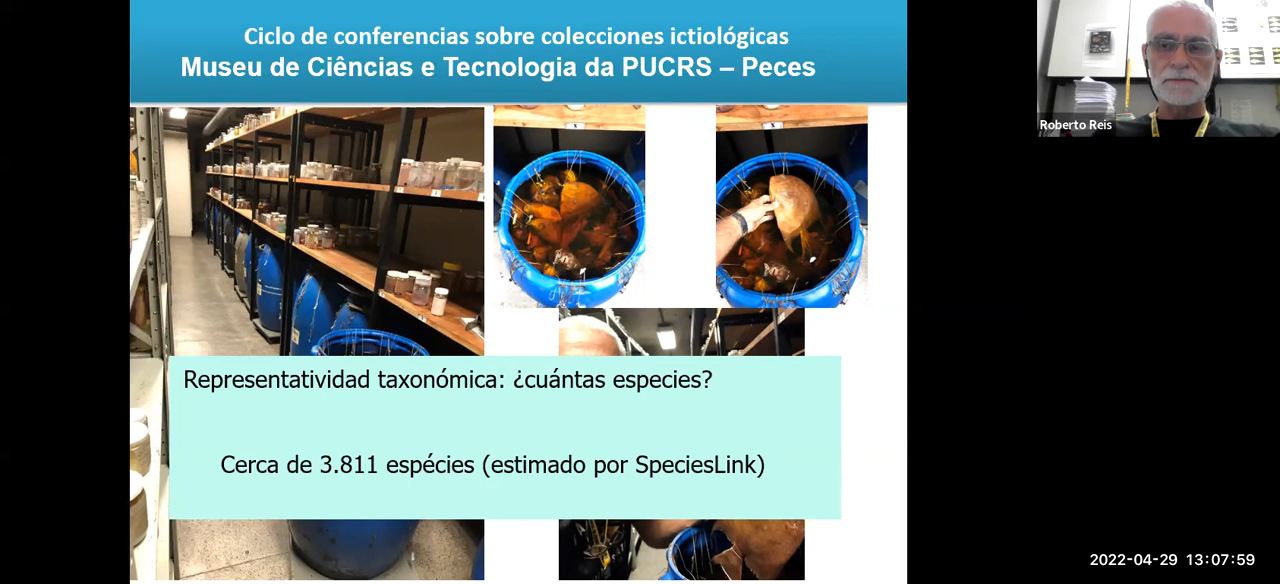 Ciclo de conferencias sobre colecciones ictiológicas
Museu de Ciências e Tecnologia da PUCRS – Peces
Roberto Reis
Representatividad taxonómica: ¿cuántas especies?
Cerca de 3.811 espécies (estimado por SpeciesLink)
2022-04-29 13:07:59